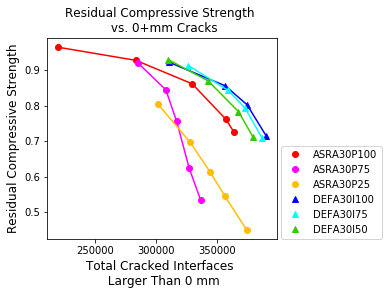 Residual Compressive Strength
vs. 0+mm Cracks
Residual Compressive Strength
0.9
0.8
0.7
0.6
0.5
250000
300000
350000
Total Cracked Interfaces
Larger Than 0 mm
ASRA30P100
ASRA30P75
ASRA30P25
DEFA30I100
DEFA30I75
DEFA30I50